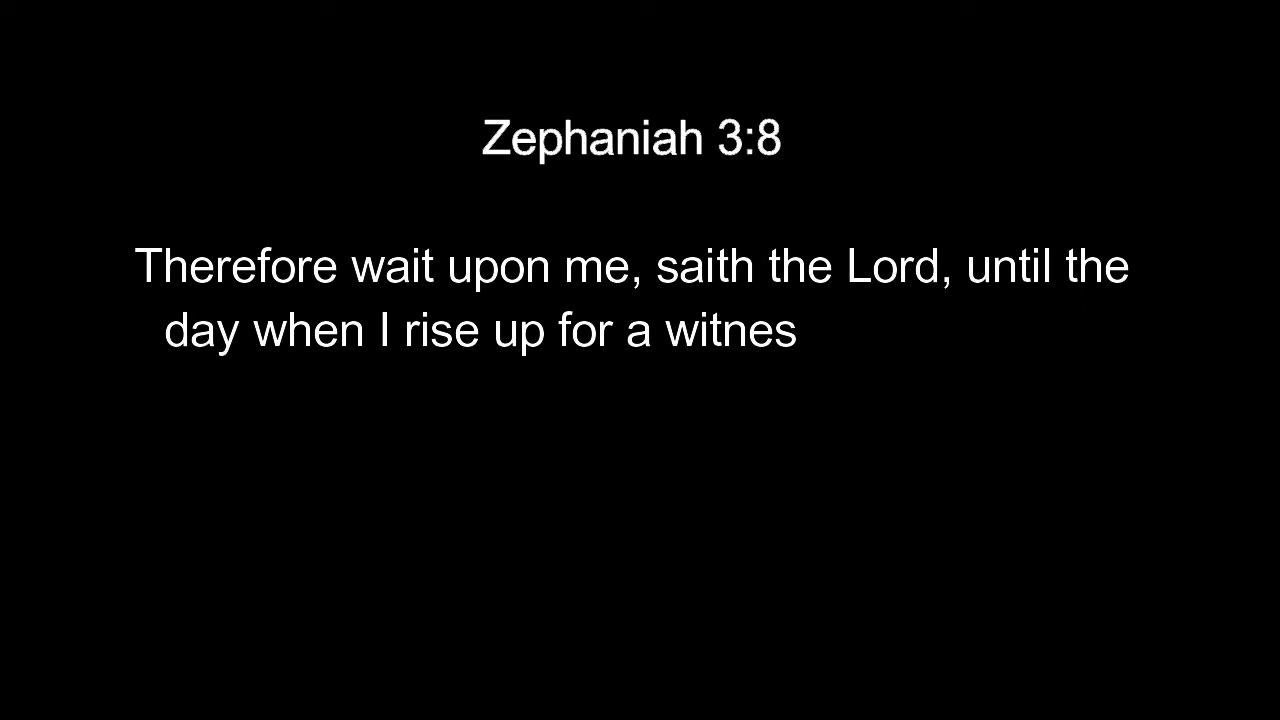 Zephaniah 3:8
Therefore wait upon me, saith the Lord, until the
day when I rise up for a witnes